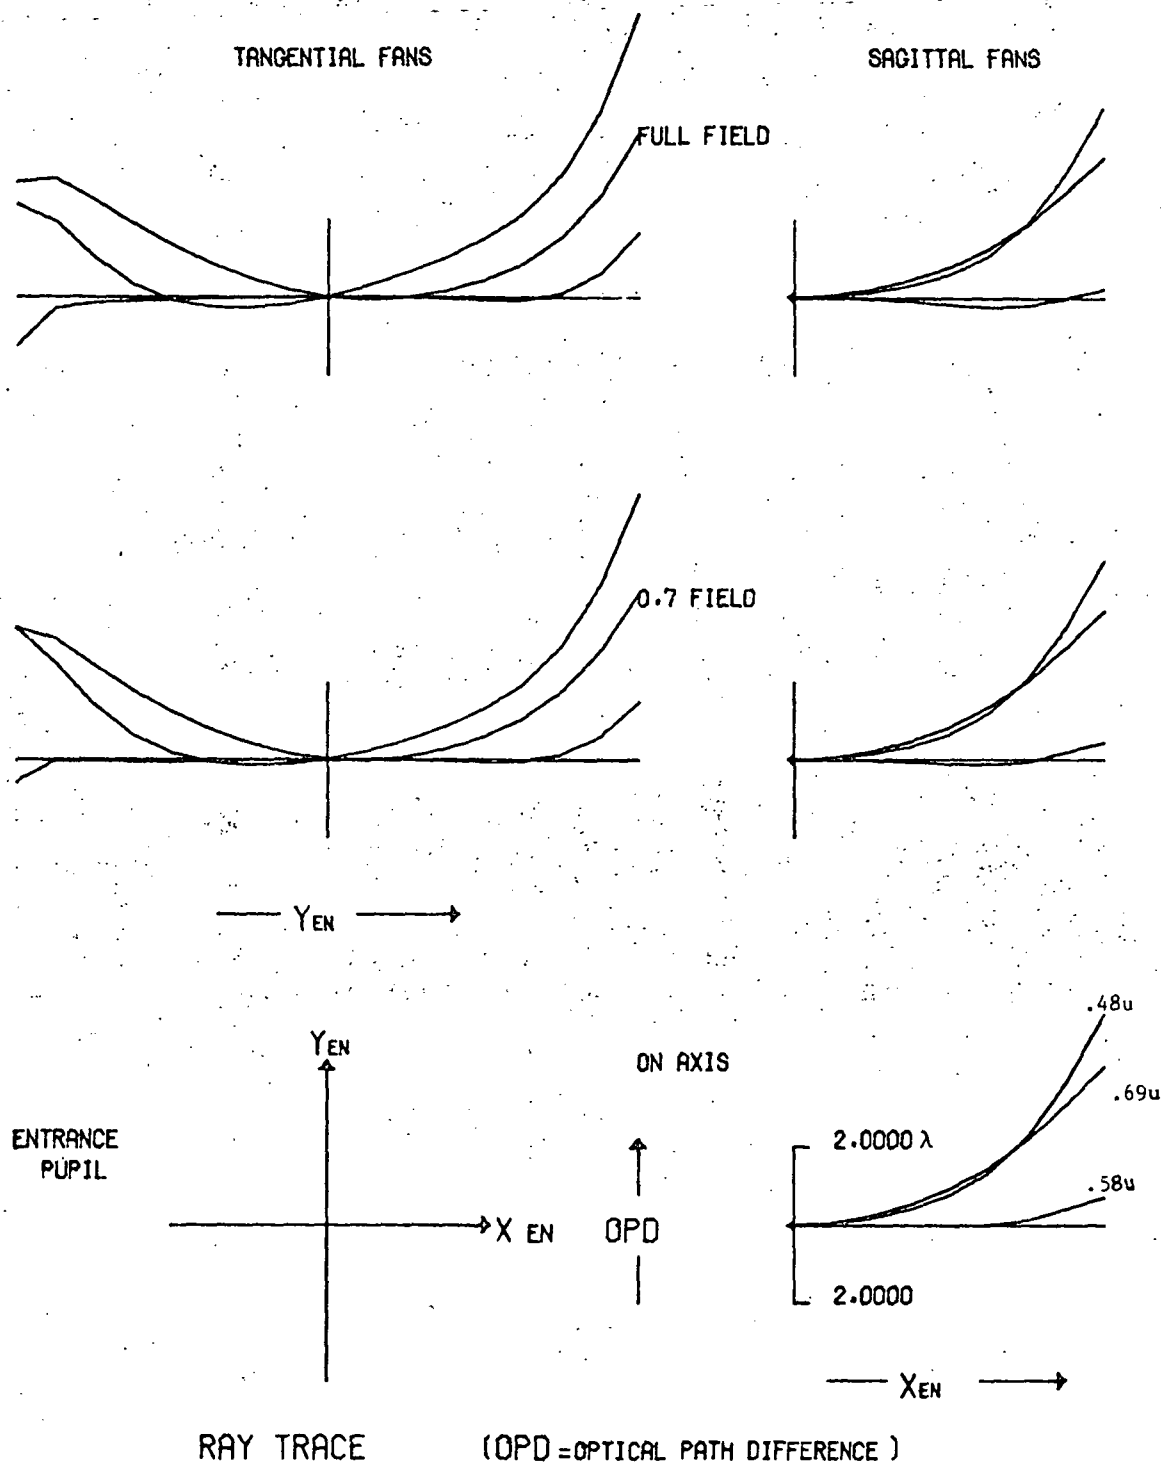 TANGENTIAL FANS
SAGITTAL FANS
FULL FIELD
0.7 FIELD
YEN
YEN
ON AXIS
.48u
.69u
ENTRANCE
PUPIL
2.0000 λ
.58u
X EN
OPD
2.0000
XEN
RAY TRACE
(OPD = OPTICAL PATH DIFFERENCE )